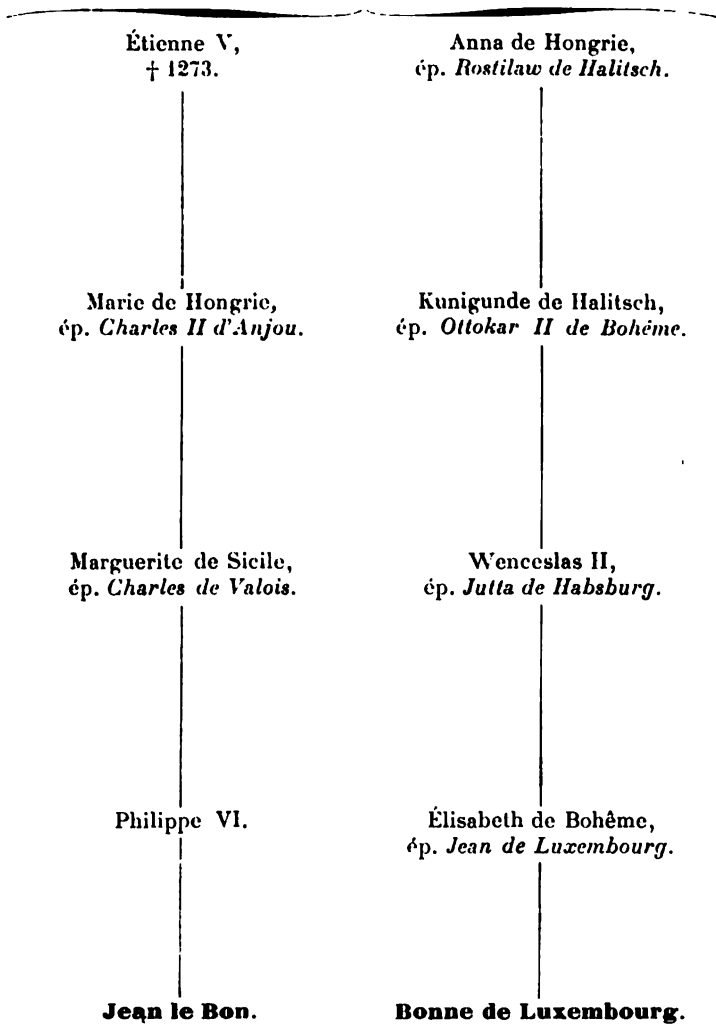 Étienne V,
† 1273.
Anna de Hongrie,
ép. Rostilaw de Halitsch.
Marie de Hongrie,
ép. Charles II d'Anjou.
Kunigunde de Halitsch,
ép. Ottokar II de Bohême.
Marguerite de Sicile,
ép. Charles de Valois.
Wenceslas II,
ép. Jutta de Habsburg.
Philippe VI.
Élisabeth de Bohême,
ép. Jean de Luxembourg.
Jean le Bon.
Bonne de Luxembourg.